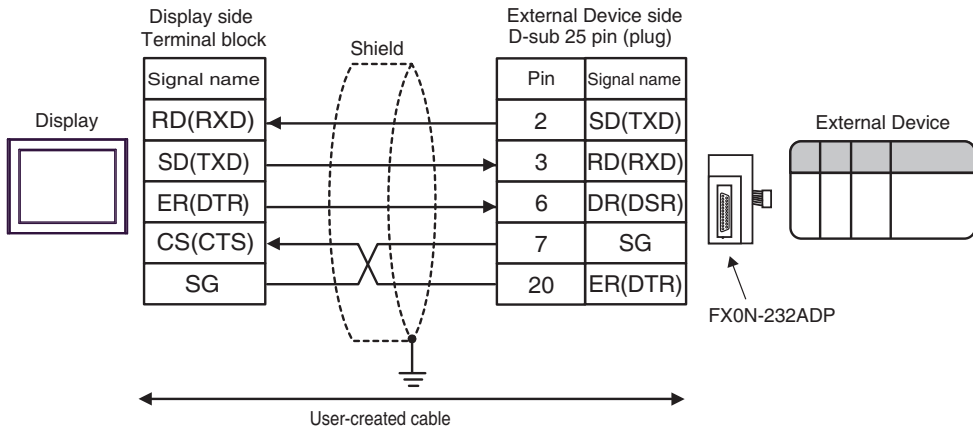 Display side
Terminal block
Shield
External Device side
D-sub 25 pin (plug)
Signal name
Pin Signal name
Display
RD(RXD) 2 SD(TXD)
External Device
SD(TXD) 3 RD(RXD)
ER(DTR) 6 DR(DSR)
CS(CTS) 7 SG
SG 20 ER(DTR)
FX0N-232ADP
User-created cable